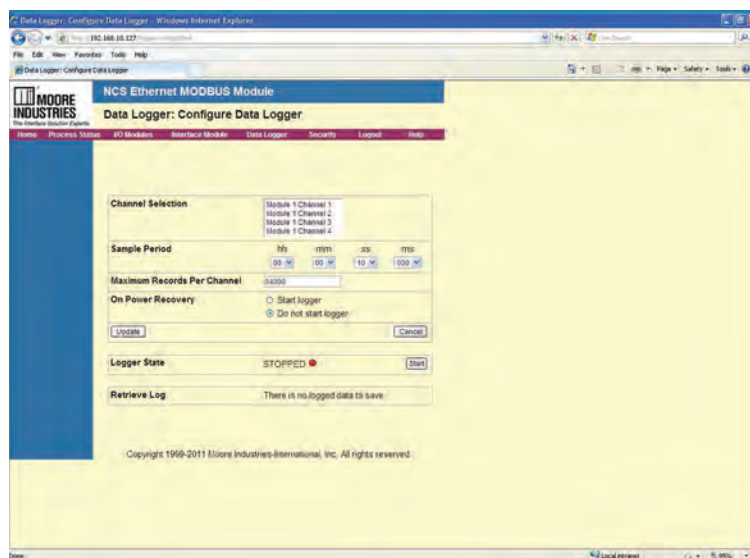 Data Logger: Configure Data Logger - Windows Internet Explorer
192.168.10.127
File Edit View Favorites Tools Help
Data Logger: Configure Data Logger
Page Safety Tools
MOORE
INDUSTRIES
The Interface Solution Experts
NCS Ethernet MODBUS Module
Data Logger: Configure Data Logger
Home Process Status I/O Modules Interface Module Data Logger Security Logout Help
Channel Selection
Module 1 Channel 1
Module 1 Channel 2
Module 1 Channel 3
Module 1 Channel 4
Sample Period
hh mm ss ms
00 00 10 000
Maximum Records Per Channel
On Power Recovery
Start logger
Do not start logger
Update Cancel
Logger State STOPPED Start
Retrieve Log There is no logged data to save
Copyright 1999-2011 Moore Industries-International, Inc. All rights reserved
Done
Local intranet
95%